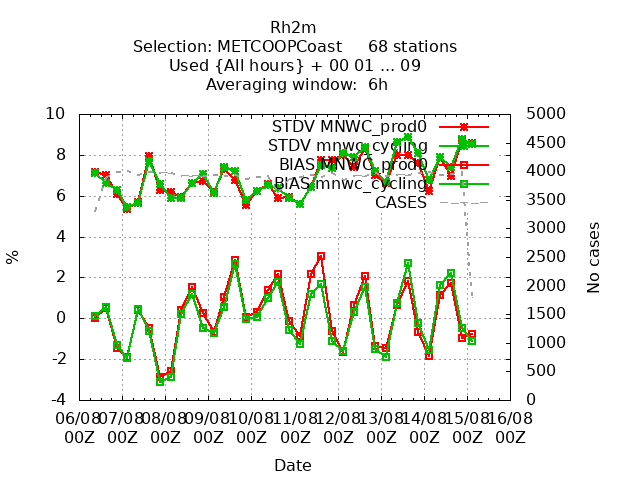 Rh2m
Selection: METCOOPCoast     68 stations
Used {All hours} + 00 01 ... 09
Averaging window:  6h
10
8
6
4
2
0
-2
-4
%
5000
4500
4000
3500
3000
2500
2000
1500
1000
500
0
No cases
STDV MNWC_prod0
STDV mnwc_cycling
BIAS MNWC_prod0
BIAS mnwc_cycling
CASES
06/08 07/08 08/08 09/08 10/08 11/08 12/08 13/08 14/08 15/08 16/08
00Z 00Z 00Z 00Z 00Z 00Z 00Z 00Z 00Z 00Z 00Z
Date